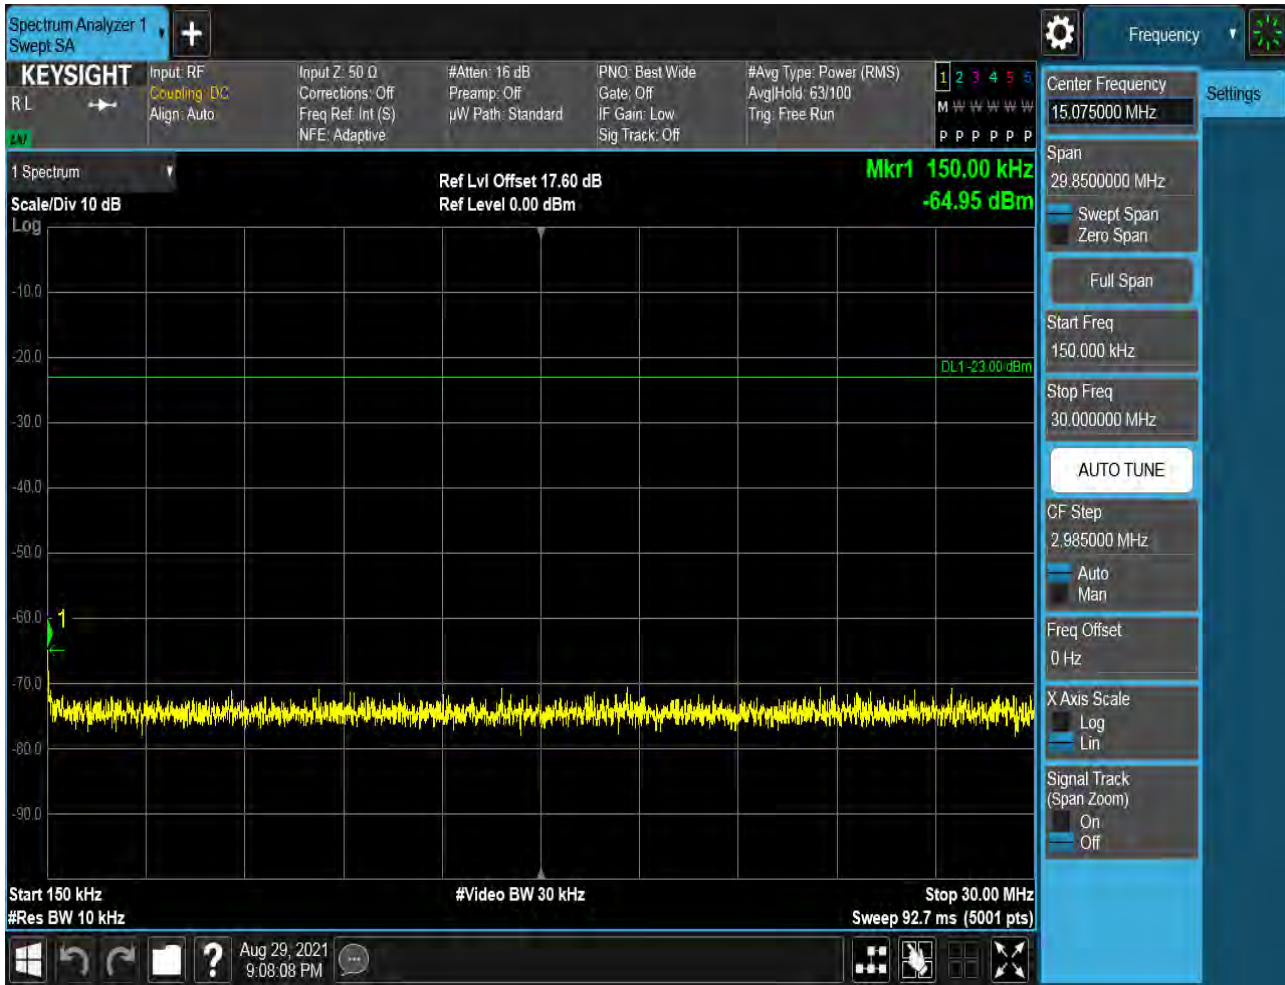 Spectrum Analyzer 1
Swept SA
Frequency
KEYSIGHT
R L
LNI
Input: RF
Coupling: DC
Align: Auto
Input Z: 50 Ω
Corrections: Off
Freq Ref: Int (S)
NFE: Adaptive
#Atten: 16 dB
Preamp: Off
µW Path: Standard
PNO: Best Wide
Gate: Off
IF Gain: Low
Sig Track: Off
#Avg Type: Power (RMS)
Avg|Hold: 63/100
Trig: Free Run
1 2 3 4 5 6
M W W W W W
P P P P P P
1 Spectrum
Scale/Div 10 dB
Log
Ref Lvl Offset 17.60 dB
Ref Level 0.00 dBm
Mkr1 150.00 kHz
-64.95 dBm
-10.0
-20.0
DL1 -23.00 dBm
-30.0
-40.0
-50.0
-60.0
1
-70.0
-80.0
-90.0
Start 150 kHz
#Video BW 30 kHz
Stop 30.00 MHz
#Res BW 10 kHz
Sweep 92.7 ms (5001 pts)
Aug 29, 2021
9:08:08 PM
Center Frequency
15.075000 MHz
Settings
Span
29.8500000 MHz
Swept Span
Zero Span
Full Span
Start Freq
150.000 kHz
Stop Freq
30.000000 MHz
AUTO TUNE
CF Step
2.985000 MHz
Auto
Man
Freq Offset
0 Hz
X Axis Scale
Log
Lin
Signal Track
(Span Zoom)
On
Off